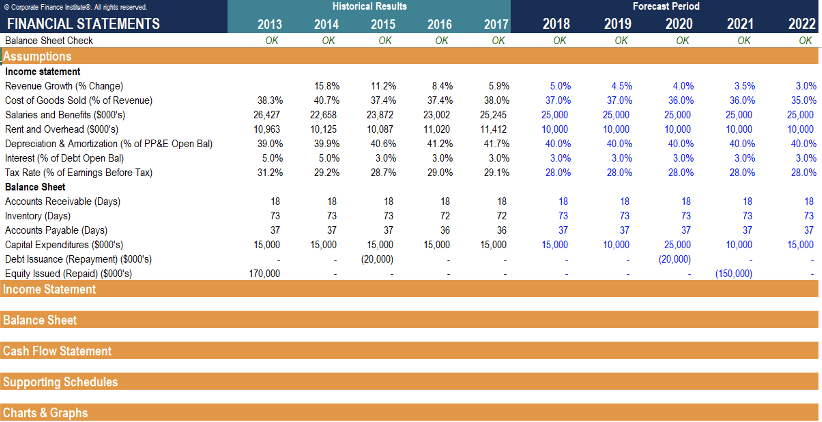 © Corporate Finance Institute®. All rights reserved. Historical Results Forecast Period
FINANCIAL STATEMENTS 2013 2014 2015 2016 2017 2018 2019 2020 2021 2022
Balance Sheet Check OK OK OK OK OK OK OK OK OK OK
Assumptions
Income statement
Revenue Growth (% Change) 15.8% 11.2% 8.4% 5.9% 5.0% 4.5% 4.0% 3.5% 3.0%
Cost of Goods Sold (% of Revenue) 38.3% 40.7% 37.4% 37.4% 38.0% 37.0% 37.0% 36.0% 36.0% 35.0%
Salaries and Benefits ($000's) 26,427 22,658 23,872 23,002 25,245 25,000 25,000 25,000 25,000 25,000
Rent and Overhead ($000's) 10,963 10,125 10,087 11,020 11,412 10,000 10,000 10,000 10,000 10,000
Depreciation & Amortization (% of PP&E Open Bal) 39.0% 39.9% 40.6% 41.2% 41.7% 40.0% 40.0% 40.0% 40.0% 40.0%
Interest (% of Debt Open Bal) 5.0% 5.0% 3.0% 3.0% 3.0% 3.0% 3.0% 3.0% 3.0% 3.0%
Tax Rate (% of Earnings Before Tax) 31.2% 29.2% 28.7% 29.0% 29.1% 28.0% 28.0% 28.0% 28.0% 28.0%
Balance Sheet
Accounts Receivable (Days) 18 18 18 18 18 18 18 18 18 18
Inventory (Days) 73 73 73 72 72 73 73 73 73 73
Accounts Payable (Days) 37 37 37 36 36 37 37 37 37 37
Capital Expenditures ($000's) 15,000 15,000 15,000 15,000 15,000 15,000 10,000 25,000 10,000 15,000
Debt Issuance (Repayment) ($000's) - - (20,000) - - - - (20,000) - -
Equity Issued (Repaid) ($000's) 170,000 - - - - - - - (150,000) -
Income Statement
Balance Sheet
Cash Flow Statement
Supporting Schedules
Charts & Graphs